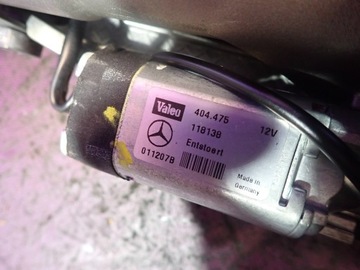 Valeo 404.475
118138 12V
Entstoert
0112078
Made in
Germany